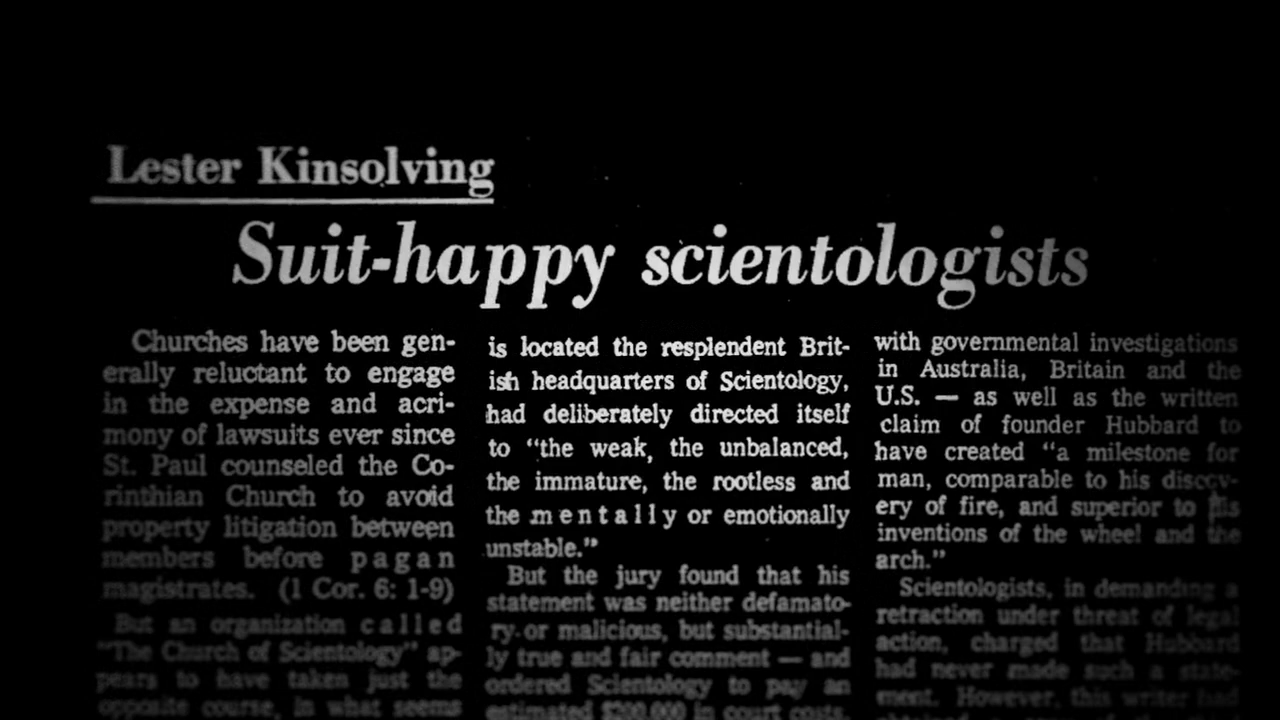 Lester Kinsolving
Suit-happy scientologists
Churches have been gen-
erally reluctant to engage
in the expense and acri-
mony of lawsuits ever since
St. Paul counseled the Co-
rinthian Church to avoid
property litigation between
members before pagan
magistrates. (1 Cor. 6: 1-9)
But an organization called
"The Church of Scientology" ap-
pears to have taken just the
opposite course, in what seems
is located the resplendent Brit-
ish headquarters of Scientology,
had deliberately directed itself
to "the weak, the unbalanced,
the immature, the rootless and
the mentally or emotionally
unstable."
But the jury found that his
statement was neither defamato-
ry or malicious, but substantial-
ly true and fair comment — and
ordered Scientology to pay an
estimated $200,000 in court costs.
with governmental investigations
in Australia, Britain and the
U.S. — as well as the written
claim of founder Hubbard to
have created "a milestone for
man, comparable to his discov-
ery of fire, and superior to his
inventions of the wheel and the
arch."
Scientologists, in demanding a
retraction under threat of legal
action, charged that Hubbard
had never made such a state-
ment. However, this writer had